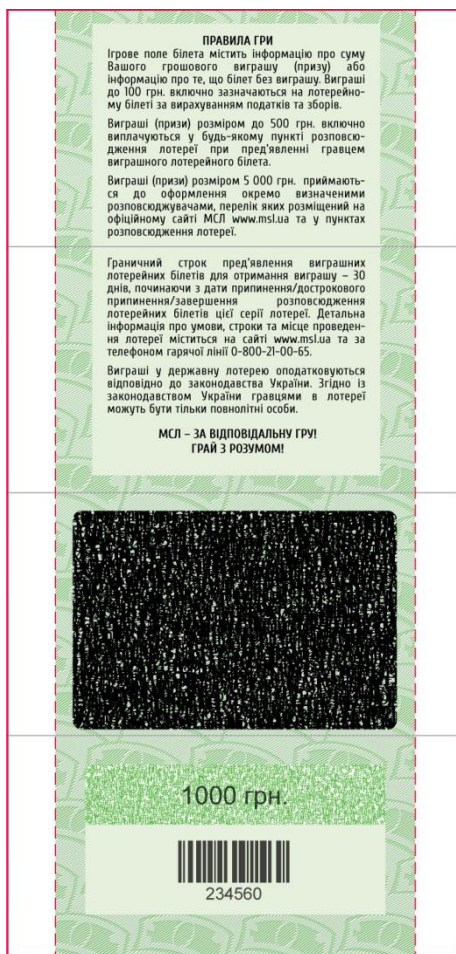 ПРАВИЛА ГРИ
Ігрове поле білета містить інформацію про суму
Вашого грошового виграшу (призу) або
інформацію про те, що білет без виграшу. Виграші
до 100 грн. включно зазначаються на лотерейно-
му білеті за вирахуванням податків та зборів.
Виграші (призи) розміром до 500 грн. включно
виплачуються у будь-якому пункті розповсю-
дження лотереї при пред'явленні гравцем
виграшного лотерейного білета.
Виграші (призи) розміром 5 000 грн. приймають-
ся до оформлення окремо визначеними
розповсюджувачами, перелік яких розміщений на
офіційному сайті МСЛ www.msl.ua та у пунктах
розповсюдження лотереї.
Граничний строк пред'явлення виграшних
лотерейних білетів для отримання виграшу – 30
днів, починаючи з дати припинення/дострокового
припинення/завершення розповсюдження
лотерейних білетів цієї серії лотереї. Детальна
інформація про умови, строки та місце проведен-
ня лотереї міститься на сайті www.msl.ua та за
телефоном гарячої лінії 0-800-21-00-65.
Виграші у державну лотерею оподатковуються
відповідно до законодавства України. Згідно із
законодавством України гравцями в лотереї
можуть бути тільки повнолітні особи.
МСЛ – ЗА ВІДПОВІДАЛЬНУ ГРУ!
ГРАЙ З РОЗУМОМ!
1000 грн.
234560